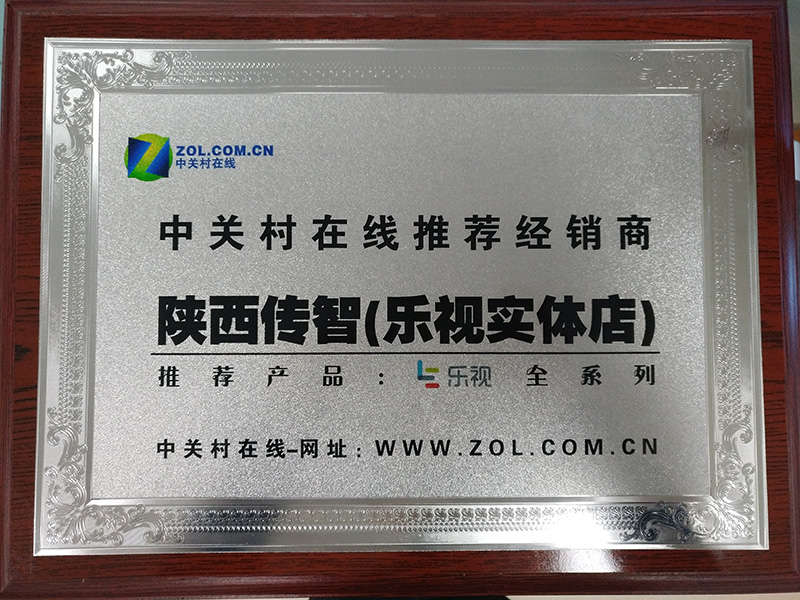 ZOL.COM.CN
中关村在线
中关村在线推荐经销商
陕西传智(乐视实体店)
推荐产品：乐视 全系列
中关村在线-网址：WWW.ZOL.COM.CN